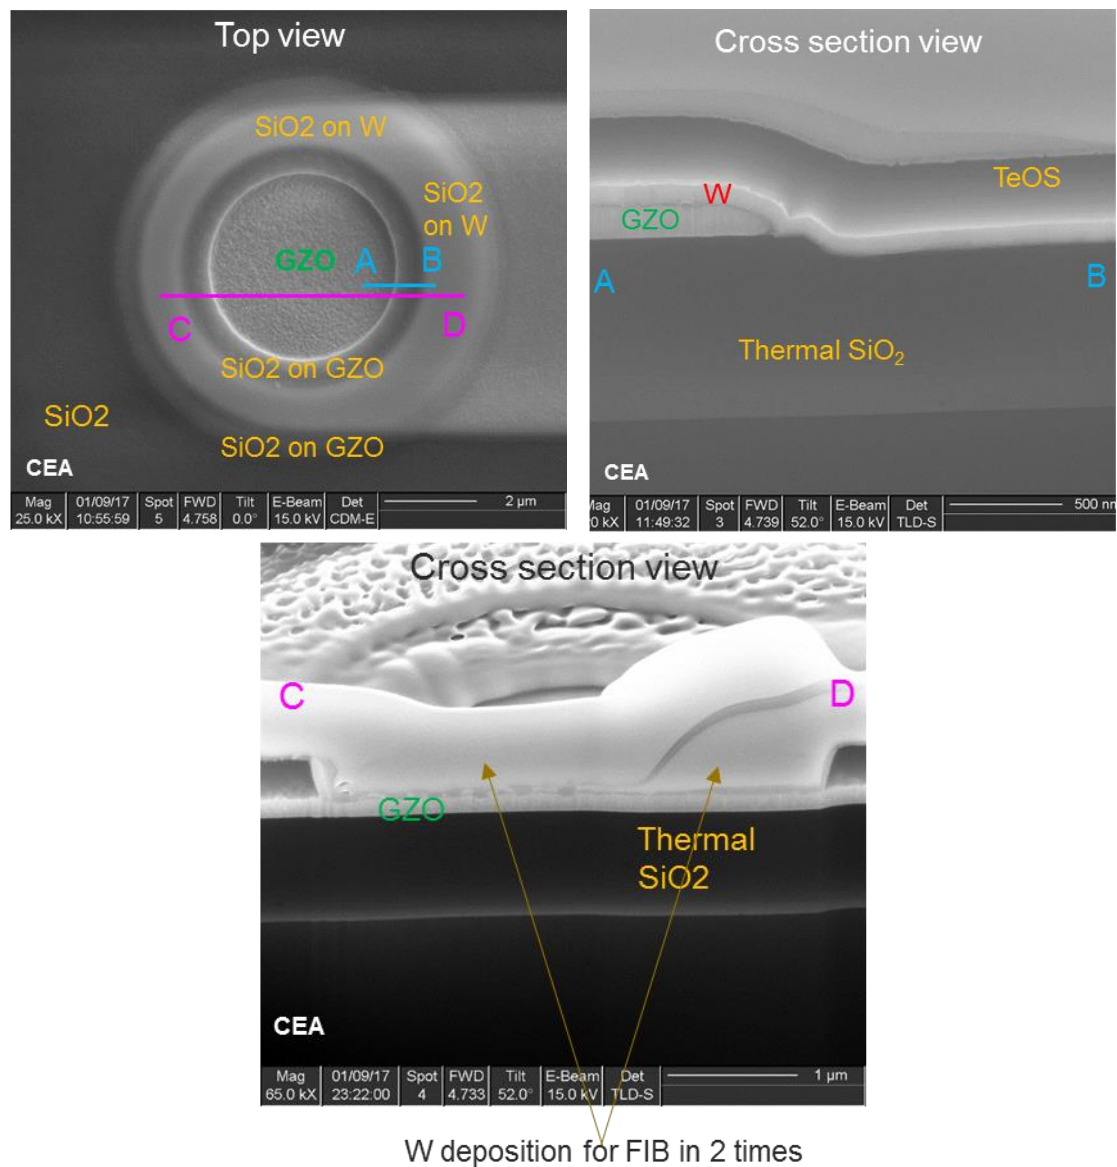 Top view
SiO2 on W
SiO2
on W
GZO
A
B
C
D
SiO2 on GZO
SiO2
SiO2 on GZO
CEA
Mag 01/09/17 Spot FWD Tilt E-Beam Det 2 µm
25.0 kX 10:55:59 5 4.758 0.0° 15.0 kV CDM-E
Cross section view
TeOS
W
GZO
A
B
Thermal SiO₂
CEA
01/09/17 Spot FWD Tilt E-Beam Det 500 nm
kX 11:49:32 3 4.739 52.0° 15.0 kV TLD-S
Cross section view
C
D
GZO
Thermal
SiO2
CEA
Mag 01/09/17 Spot FWD Tilt E-Beam Det 1 µm
65.0 kX 23:22:00 4 4.733 52.0° 15.0 kV TLD-S
W deposition for FIB in 2 times